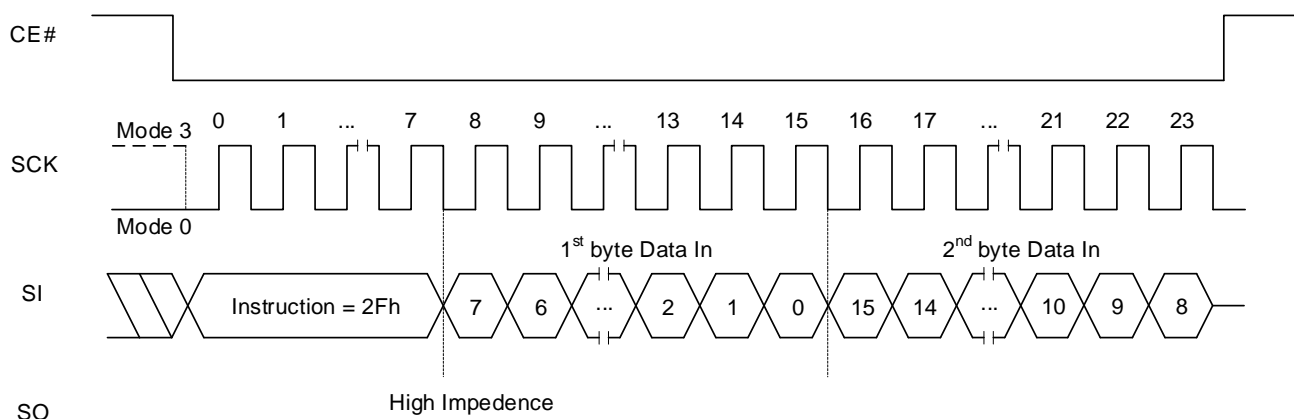 CE#
0 1 ... 7 8 9 ... 13 14 15 16 17 ... 21 22 23
Mode 3
SCK
Mode 0
1st byte Data In 2nd byte Data In
SI Instruction = 2Fh 7 6 ... 2 1 0 15 14 ... 10 9 8
High Impedence
SO